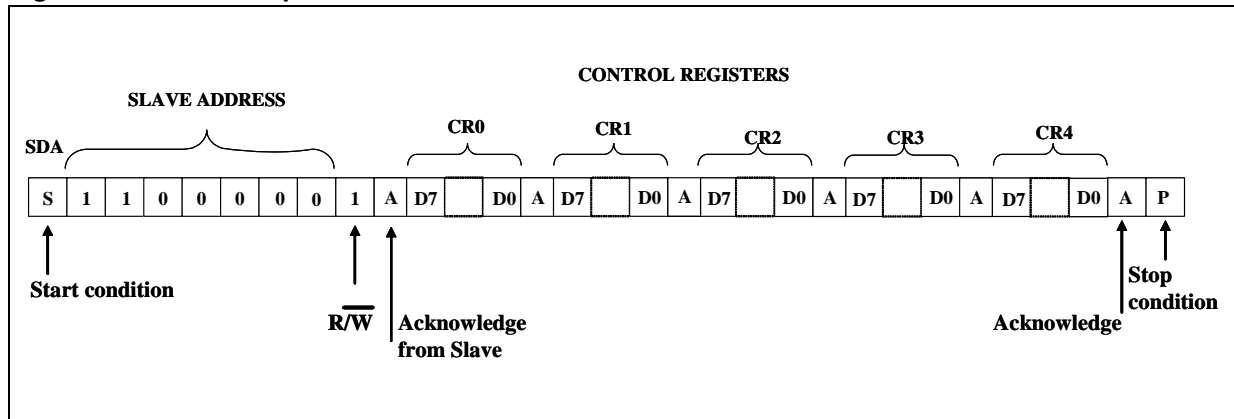 CONTROL REGISTERS
SLAVE ADDRESS
SDA
CR0 CR1 CR2 CR3 CR4
S 1 1 0 0 0 0 0 1 A D7 D0 A D7 D0 A D7 D0 A D7 D0 A D7 D0 A P
Start condition
R/W
Acknowledge
from Slave
Acknowledge
Stop
condition